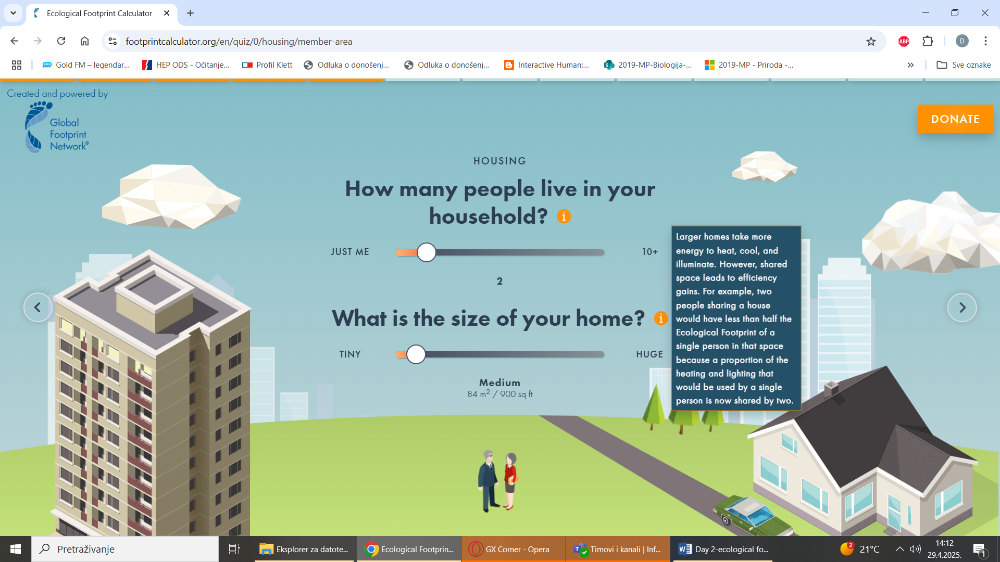 Ecological Footprint Calculator
footprintcalculator.org/en/quiz/0/housing/member-area
ABP
D
Gold FM – legendar...
HEP ODS - Očitanje...
Profil Klett
Odluka o donošenj...
Odluka o donošenj...
Interactive Human:...
2019-MP-Biologija-...
2019-MP - Priroda -...
Sve oznake
Created and powered by
Global
Footprint
Network®
DONATE
HOUSING
How many people live in your
household? i
JUST ME
10+
2
What is the size of your home? i
TINY
HUGE
Medium
84 m² / 900 sq ft
Larger homes take more
energy to heat, cool, and
illuminate. However, shared
space leads to efficiency
gains. For example, two
people sharing a house
would have less than half the
Ecological Footprint of a
single person in that space
because a proportion of the
heating and lighting that
would be used by a single
person is now shared by two.
Pretraživanje
Eksplorer za datote...
Ecological Footprin...
GX Corner - Opera
Timovi i kanali | Inf...
Day 2-ecological fo...
2
21°C
14:12
29.4.2025.
1